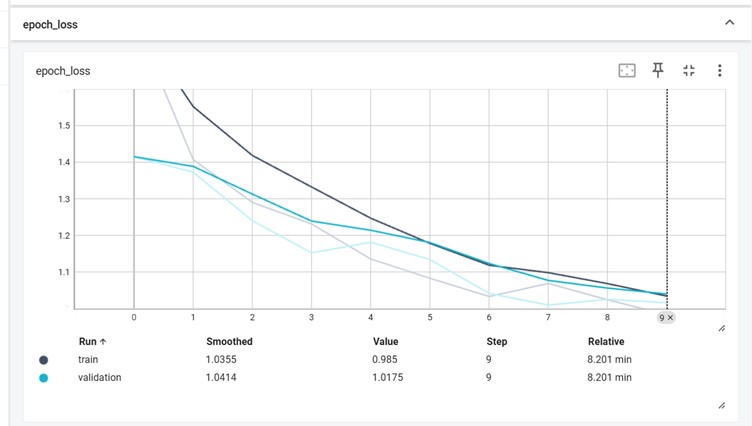 epoch_loss
epoch_loss
1.5
1.4
1.3
1.2
1.1
0 1 2 3 4 5 6 7 8 9 ×
Run ↑ Smoothed Value Step Relative
train 1.0355 0.985 9 8.201 min
validation 1.0414 1.0175 9 8.201 min